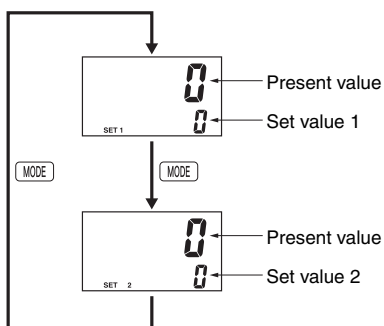 0
Present value
0
Set value 1
SET 1
MODE
MODE
0
Present value
0
Set value 2
SET 2